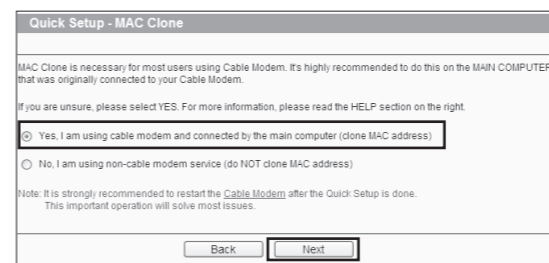 Quick Setup - MAC Clone
MAC Clone is necessary for most users using Cable Modem. It's highly recommended to do this on the MAIN COMPUTER
that was originally connected to your Cable Modem.
If you are unsure, please select YES. For more information, please read the HELP section on the right.
Yes, I am using cable modem and connected by the main computer (clone MAC address)
No, I am using non-cable modem service (do NOT clone MAC address)
Note: It is strongly recommended to restart the Cable Modem after the Quick Setup is done.
This important operation will solve most issues.
Back Next